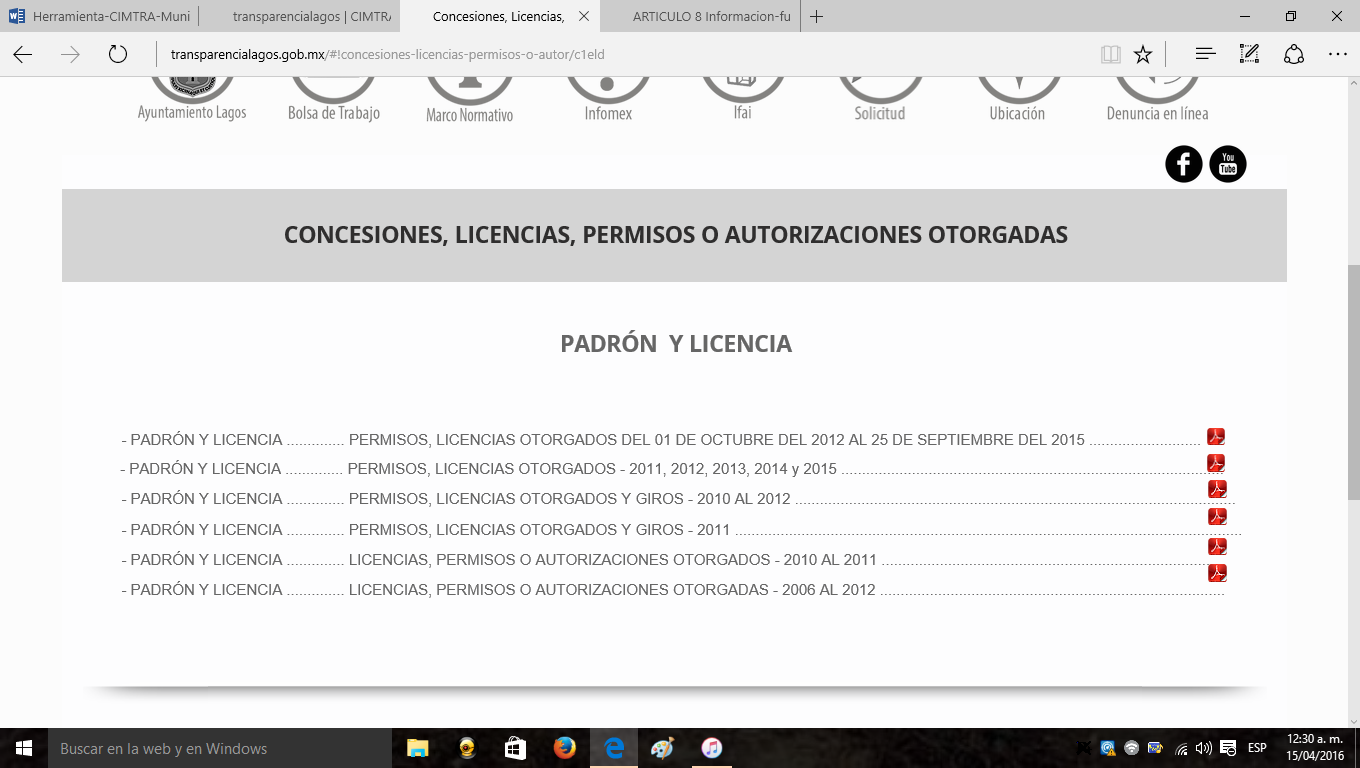 Herramienta-CIMTRA-Muni
transparencialagos | CIMTRA
Concesiones, Licencias,
ARTICULO 8 Informacion-fu
transparencialagos.gob.mx/#!concesiones-licencias-permisos-o-autor/c1eld
Ayuntamiento Lagos
Bolsa de Trabajo
Marco Normativo
Infomex
Ifai
Solicitud
Ubicación
Denuncia en línea
You
Tube
CONCESIONES, LICENCIAS, PERMISOS O AUTORIZACIONES OTORGADAS
PADRÓN Y LICENCIA
- PADRÓN Y LICENCIA .............. PERMISOS, LICENCIAS OTORGADOS DEL 01 DE OCTUBRE DEL 2012 AL 25 DE SEPTIEMBRE DEL 2015 ...........................
- PADRÓN Y LICENCIA .............. PERMISOS, LICENCIAS OTORGADOS - 2011, 2012, 2013, 2014 y 2015 ...........................
- PADRÓN Y LICENCIA .............. PERMISOS, LICENCIAS OTORGADOS Y GIROS - 2010 AL 2012 ...........................
- PADRÓN Y LICENCIA .............. PERMISOS, LICENCIAS OTORGADOS Y GIROS - 2011 ...........................
- PADRÓN Y LICENCIA .............. LICENCIAS, PERMISOS O AUTORIZACIONES OTORGADOS - 2010 AL 2011 ...........................
- PADRÓN Y LICENCIA .............. LICENCIAS, PERMISOS O AUTORIZACIONES OTORGADAS - 2006 AL 2012 ...........................
Buscar en la web y en Windows
ESP
12:30 a. m.
15/04/2016